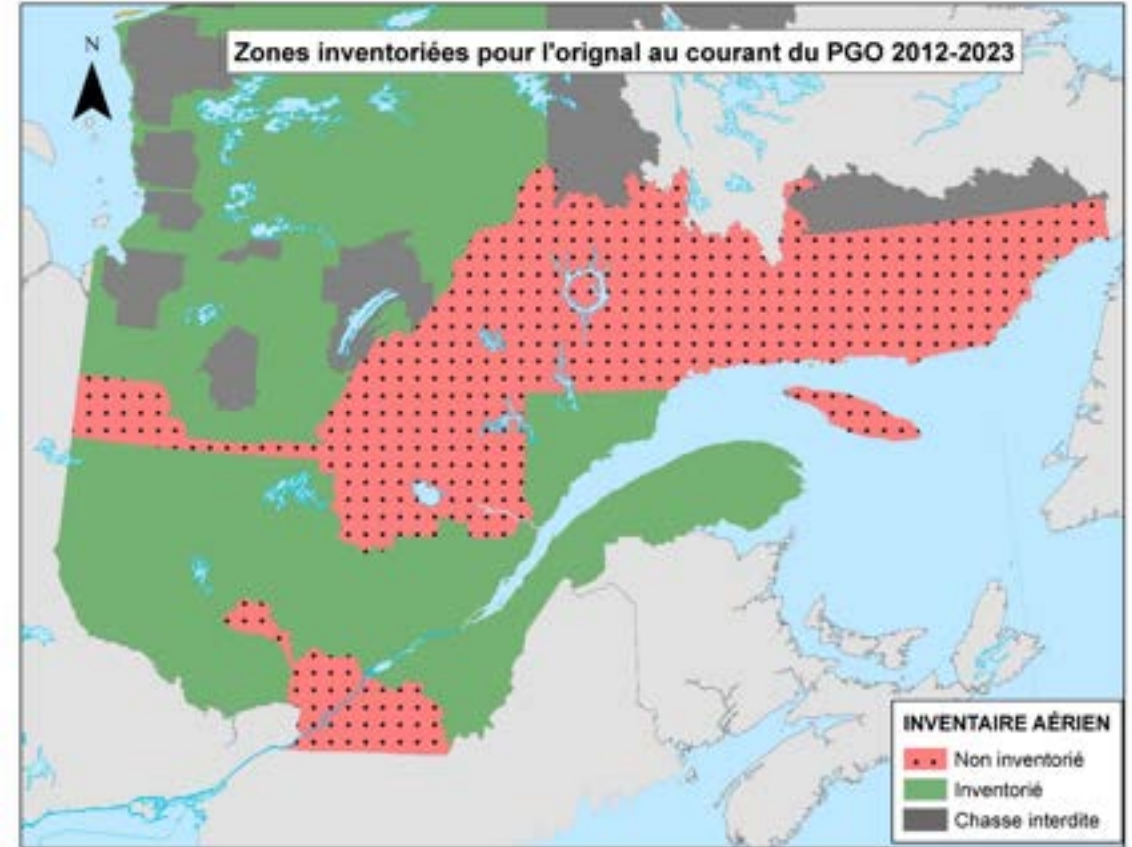 Zones inventoriées pour l'orignal au courant du PGO 2012-2023
N
INVENTAIRE AÉRIEN
Non inventorié
Inventorié
Chasse interdite